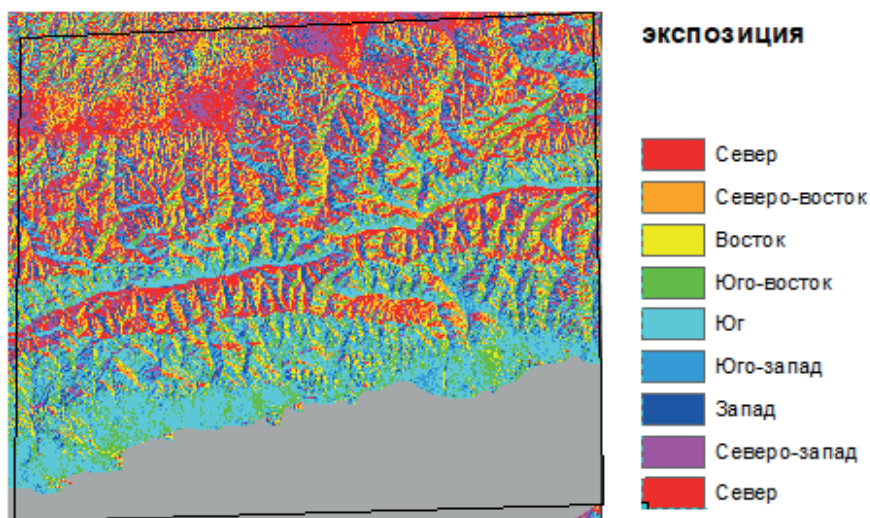 экспозиция
Север
Северо-восток
Восток
Юго-восток
Юг
Юго-запад
Запад
Северо-запад
Север